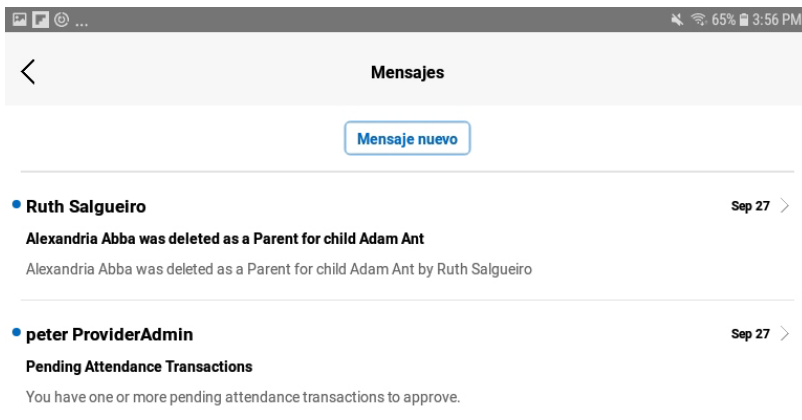 ... 65% 3:56 PM
Mensajes
Mensaje nuevo
Ruth Salgueiro Sep 27
Alexandria Abba was deleted as a Parent for child Adam Ant
Alexandria Abba was deleted as a Parent for child Adam Ant by Ruth Salgueiro
peter ProviderAdmin Sep 27
Pending Attendance Transactions
You have one or more pending attendance transactions to approve.